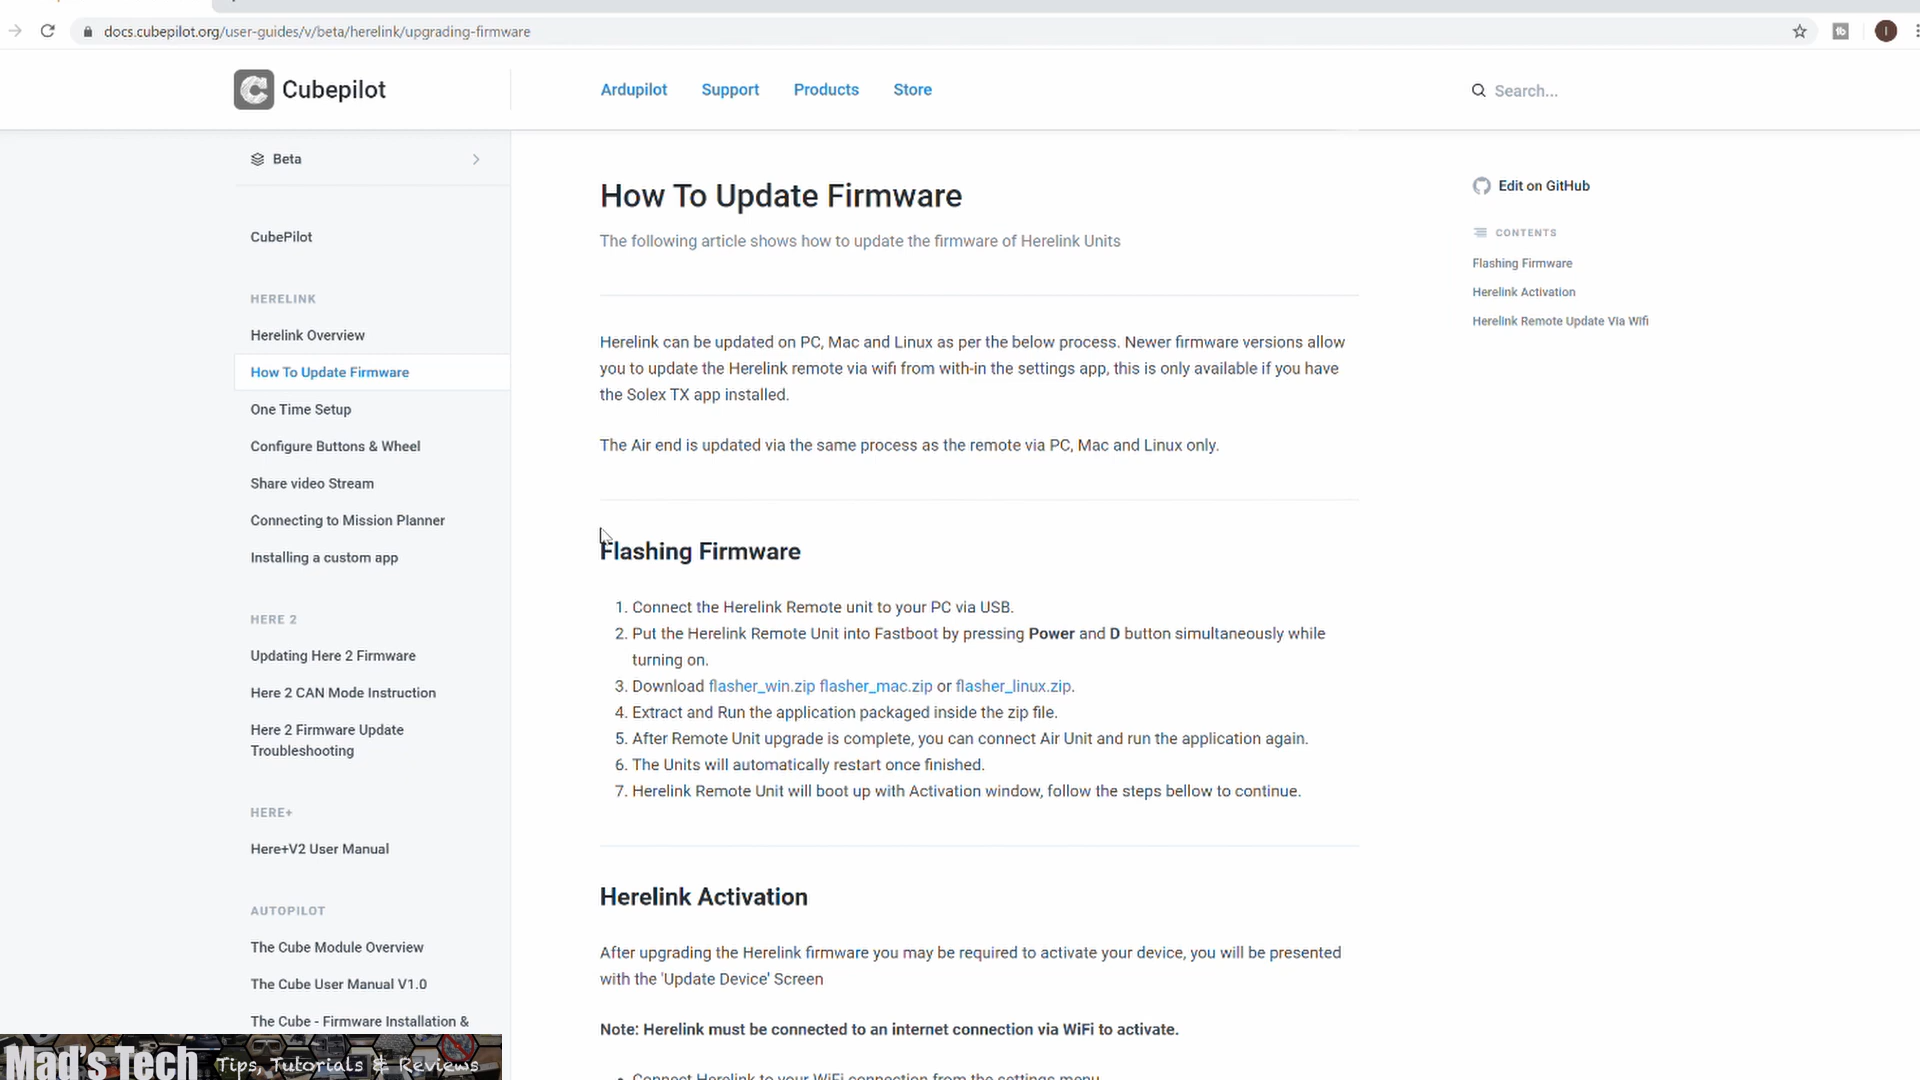 docs.cubepilot.org/user-guides/v/beta/herelink/upgrading-firmware
Cubepilot
Ardupilot
Support
Products
Store
Search...
Beta
CubePilot
HERELINK
Herelink Overview
How To Update Firmware
One Time Setup
Configure Buttons & Wheel
Share video Stream
Connecting to Mission Planner
Installing a custom app
HERE 2
Updating Here 2 Firmware
Here 2 CAN Mode Instruction
Here 2 Firmware Update
Troubleshooting
HERE+
Here+V2 User Manual
AUTOPILOT
The Cube Module Overview
The Cube User Manual V1.0
The Cube - Firmware Installation &
How To Update Firmware
The following article shows how to update the firmware of Herelink Units
Herelink can be updated on PC, Mac and Linux as per the below process. Newer firmware versions allow
you to update the Herelink remote via wifi from with-in the settings app, this is only available if you have
the Solex TX app installed.
The Air end is updated via the same process as the remote via PC, Mac and Linux only.
Flashing Firmware
1. Connect the Herelink Remote unit to your PC via USB.
2. Put the Herelink Remote Unit into Fastboot by pressing Power and D button simultaneously while
turning on.
3. Download flasher_win.zip flasher_mac.zip or flasher_linux.zip.
4. Extract and Run the application packaged inside the zip file.
5. After Remote Unit upgrade is complete, you can connect Air Unit and run the application again.
6. The Units will automatically restart once finished.
7. Herelink Remote Unit will boot up with Activation window, follow the steps bellow to continue.
Herelink Activation
After upgrading the Herelink firmware you may be required to activate your device, you will be presented
with the 'Update Device' Screen
Note: Herelink must be connected to an internet connection via WiFi to activate.
• Connect Herelink to your WiFi connection from the settings menu
Edit on GitHub
CONTENTS
Flashing Firmware
Herelink Activation
Herelink Remote Update Via Wifi
Mad's Tech
Tips, Tutorials & Reviews